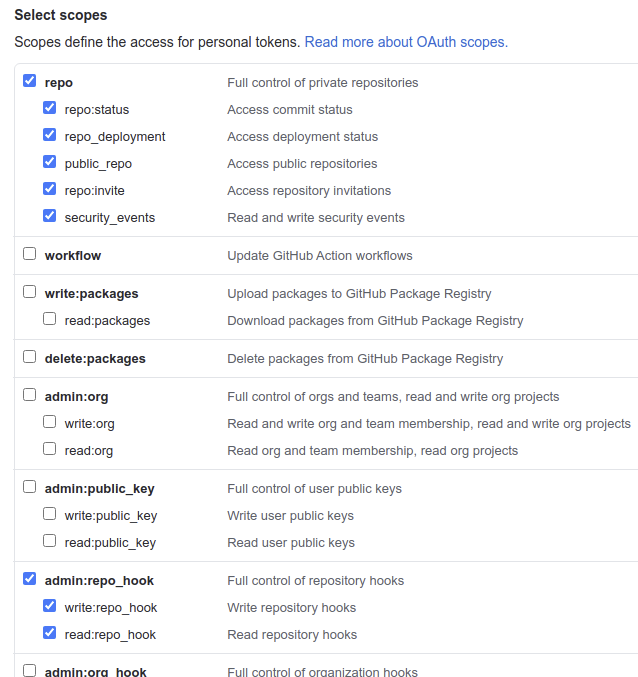 Select scopes
Scopes define the access for personal tokens. Read more about OAuth scopes.
repo Full control of private repositories
repo:status Access commit status
repo_deployment Access deployment status
public_repo Access public repositories
repo:invite Access repository invitations
security_events Read and write security events
workflow Update GitHub Action workflows
write:packages Upload packages to GitHub Package Registry
read:packages Download packages from GitHub Package Registry
delete:packages Delete packages from GitHub Package Registry
admin:org Full control of orgs and teams, read and write org projects
write:org Read and write org and team membership, read and write org projects
read:org Read org and team membership, read org projects
admin:public_key Full control of user public keys
write:public_key Write user public keys
read:public_key Read user public keys
admin:repo_hook Full control of repository hooks
write:repo_hook Write repository hooks
read:repo_hook Read repository hooks
admin:org_hook Full control of organization hooks